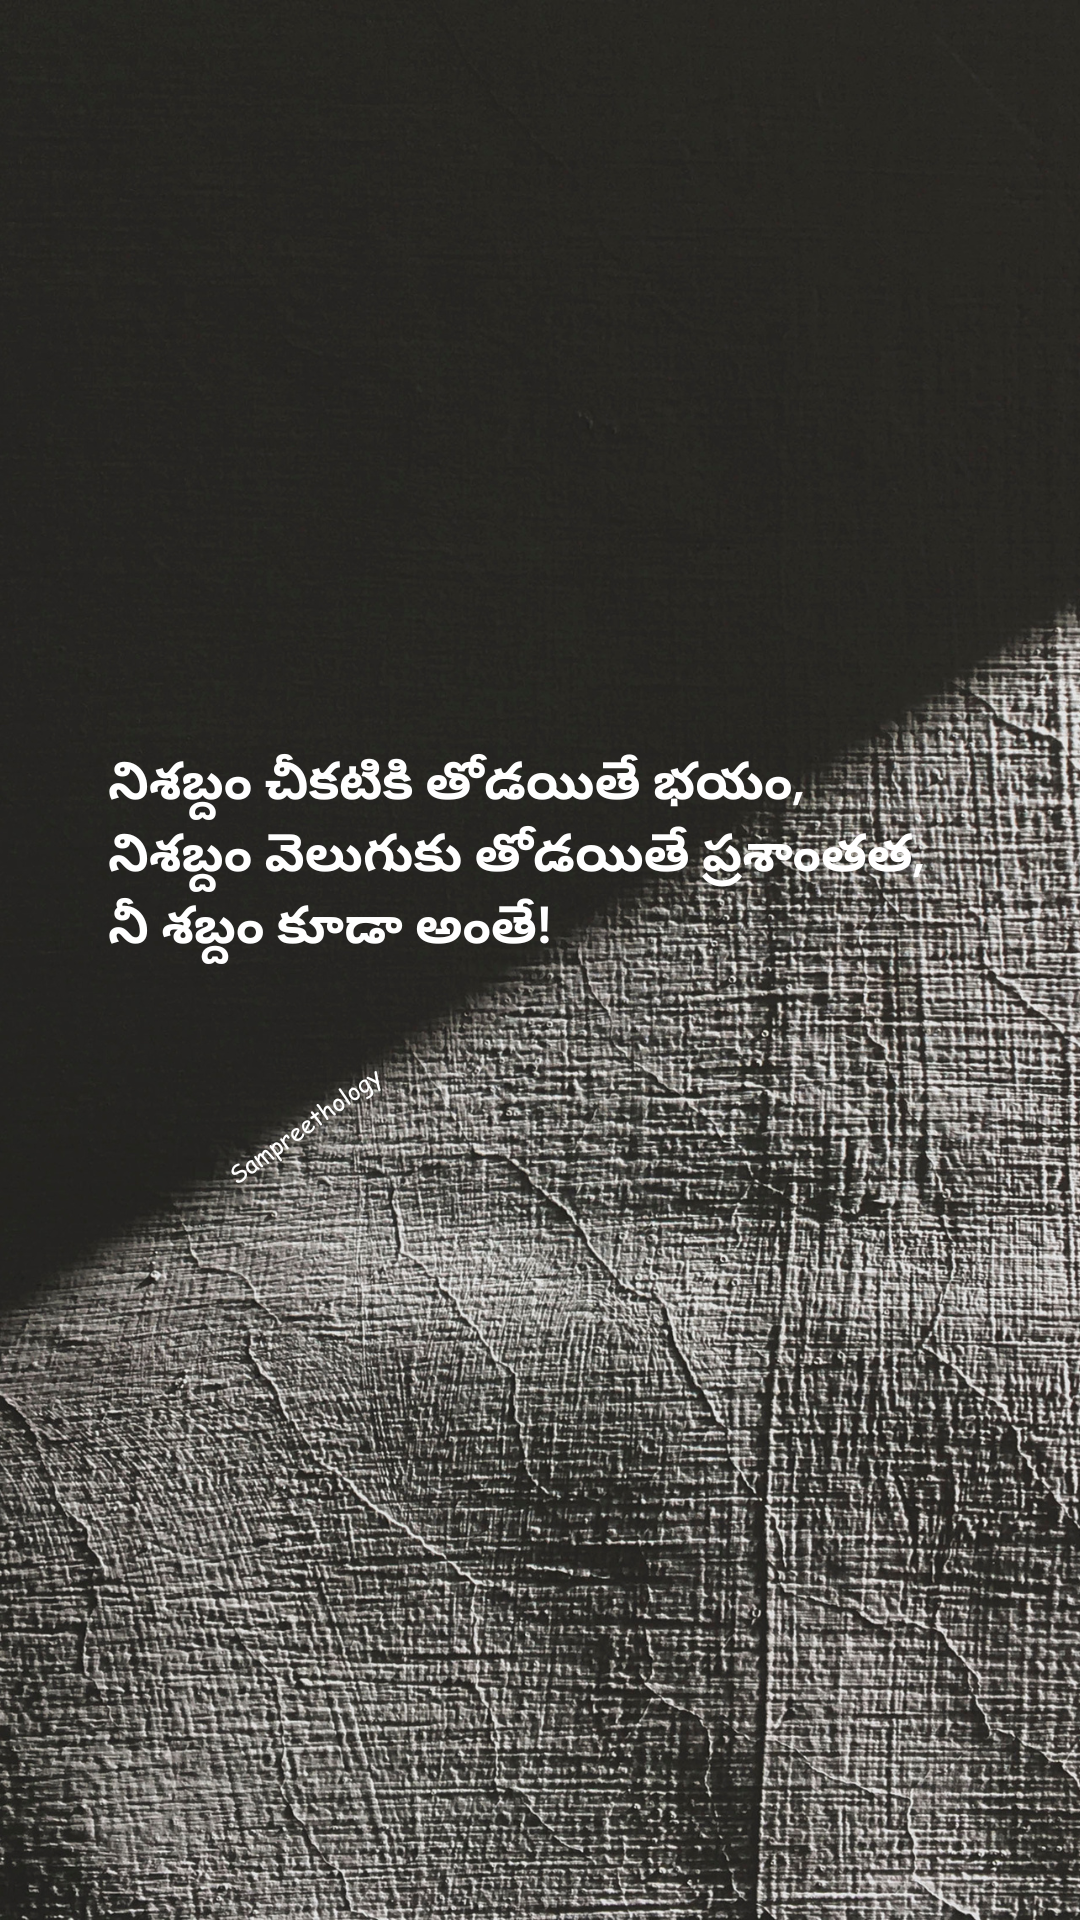 నిశబ్దం చీకటికి తోడయితే భయం,
నిశబ్దం వెలుగుకు తోడయితే ప్రశాంతత,
నీ శబ్దం కూడా అంతే!
Sampreethology